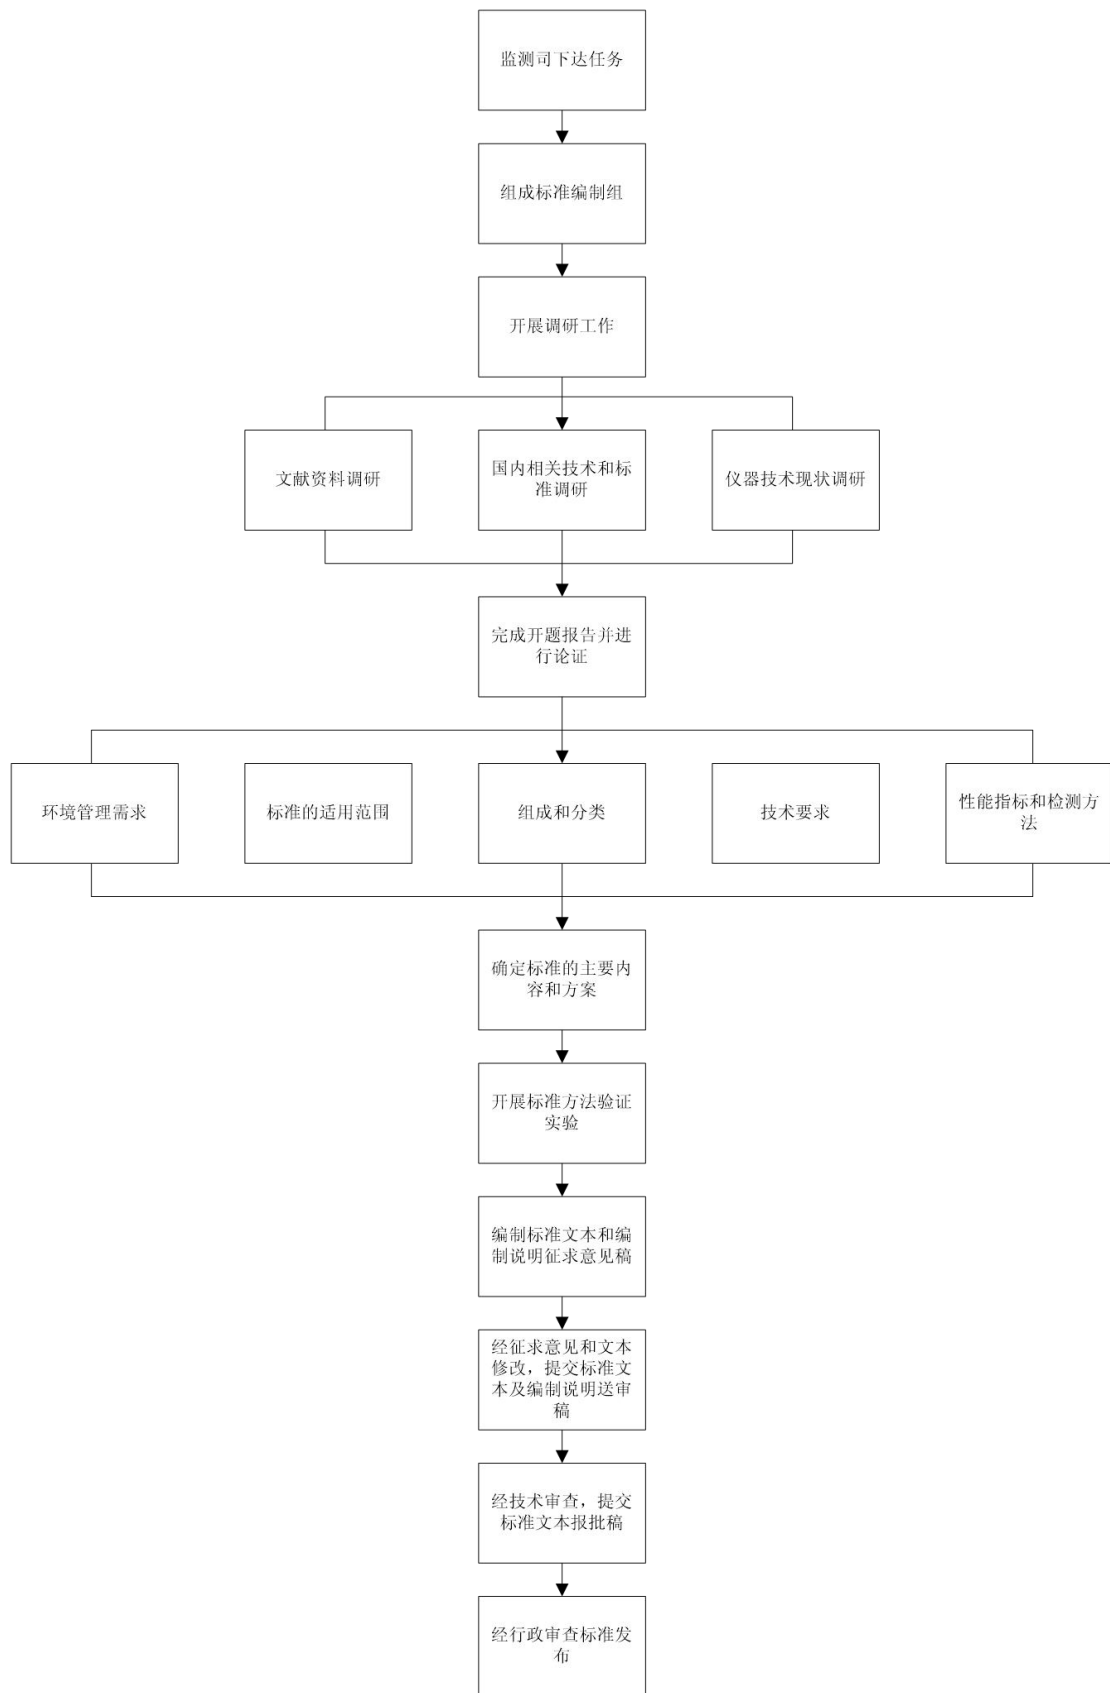 监测司下达任务
组成标准编制组
开展调研工作
文献资料调研
国内相关技术和标
准调研
仪器技术现状调研
完成开题报告并进
行论证
环境管理需求
标准的适用范围
组成和分类
技术要求
性能指标和检测方
法
确定标准的主要内
容和方案
开展标准方法验证
实验
编制标准文本和编
制说明征求意见稿
经征求意见和文本
修改，提交标准文
本及编制说明送审
稿
经技术审查，提交
标准文本报批稿
经行政审查标准发
布